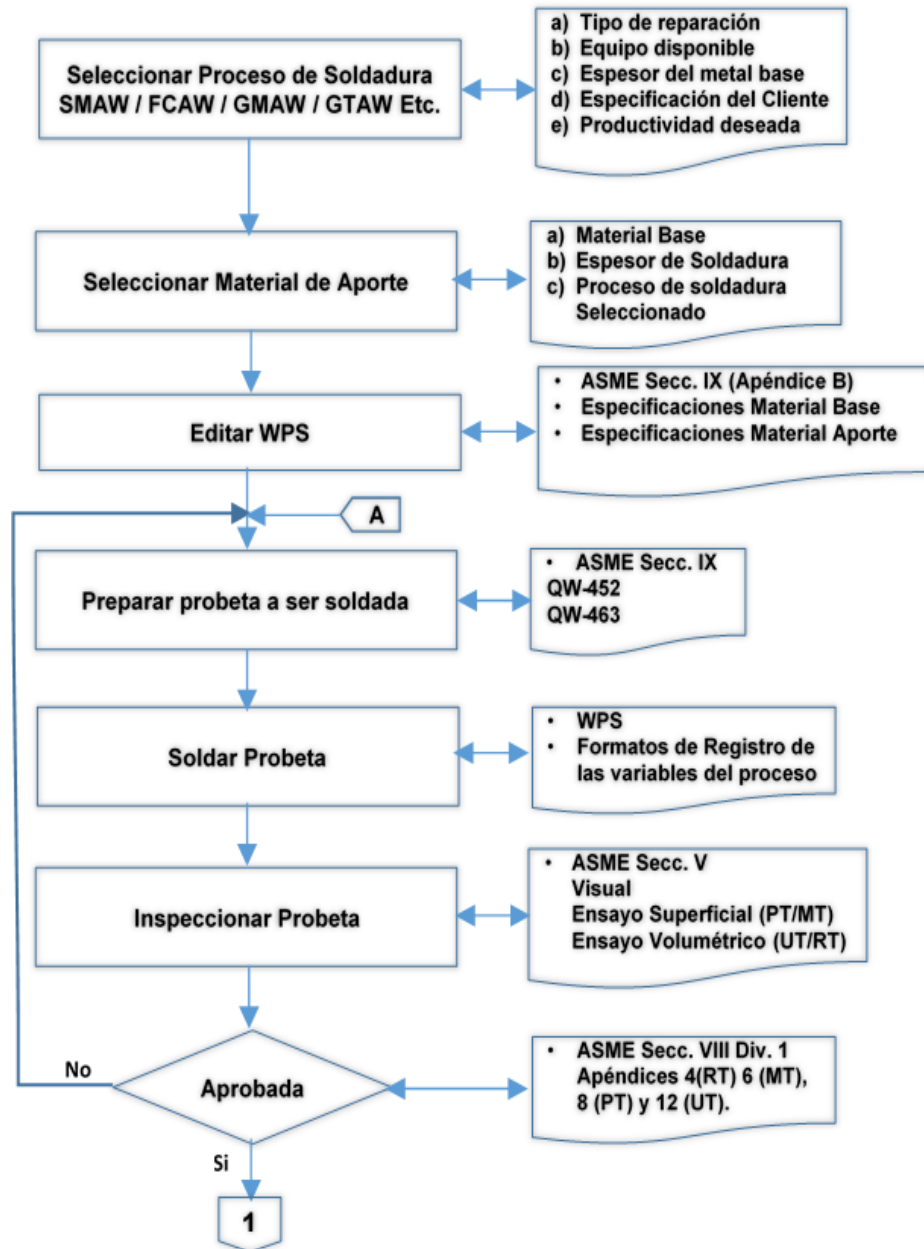 Seleccionar Proceso de Soldadura
SMAW / FCAW / GMAW / GTAW Etc.
a) Tipo de reparación
b) Equipo disponible
c) Espesor del metal base
d) Especificación del Cliente
e) Productividad deseada
Seleccionar Material de Aporte
a) Material Base
b) Espesor de Soldadura
c) Proceso de soldadura
Seleccionado
Editar WPS
• ASME Secc. IX (Apéndice B)
• Especificaciones Material Base
• Especificaciones Material Aporte
A
Preparar probeta a ser soldada
• ASME Secc. IX
QW-452
QW-463
Soldar Probeta
• WPS
• Formatos de Registro de
las variables del proceso
Inspeccionar Probeta
• ASME Secc. V
Visual
Ensayo Superficial (PT/MT)
Ensayo Volumétrico (UT/RT)
No
Aprobada
• ASME Secc. VIII Div. 1
Apéndices 4(RT) 6 (MT),
8 (PT) y 12 (UT).
Si
1